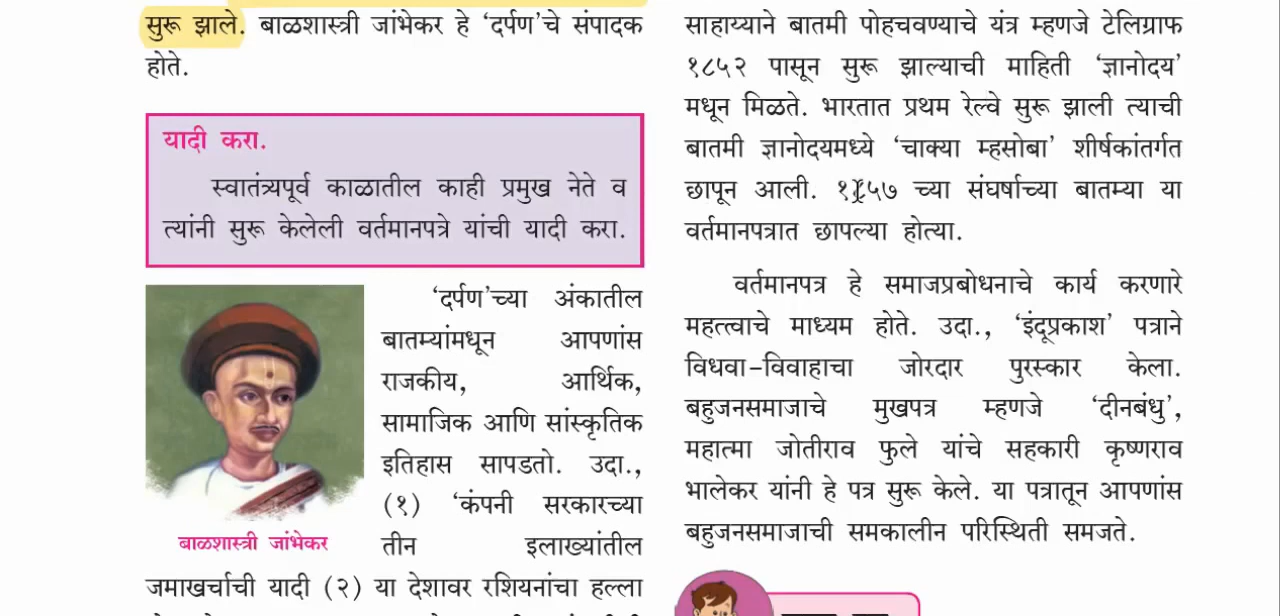 सुरू झाले. बाळशास्त्री जांभेकर हे ‘दर्पण’चे संपादक
होते.
यादी करा.
स्वातंत्र्यपूर्व काळातील काही प्रमुख नेते व
त्यांनी सुरू केलेली वर्तमानपत्रे यांची यादी करा.
‘दर्पण’च्या अंकातील
बातम्यांमधून आपणांस
राजकीय, आर्थिक,
सामाजिक आणि सांस्कृतिक
इतिहास सापडतो. उदा.,
(१) ‘कंपनी सरकारच्या
तीन इलाख्यांतील
बाळशास्त्री जांभेकर
जमाखर्चाची यादी (२) या देशावर रशियनांचा हल्ला
साहाय्याने बातमी पोहचवण्याचे यंत्र म्हणजे टेलिग्राफ
१८५२ पासून सुरू झाल्याची माहिती ‘ज्ञानोदय’
मधून मिळते. भारतात प्रथम रेल्वे सुरू झाली त्याची
बातमी ज्ञानोदयमध्ये ‘चाक्या म्हसोबा’ शीर्षकांतर्गत
छापून आली. १८५७ च्या संघर्षाच्या बातम्या या
वर्तमानपत्रात छापल्या होत्या.
वर्तमानपत्र हे समाजप्रबोधनाचे कार्य करणारे
महत्त्वाचे माध्यम होते. उदा., ‘इंदूप्रकाश’ पत्राने
विधवा-विवाहाचा जोरदार पुरस्कार केला.
बहुजनसमाजाचे मुखपत्र म्हणजे ‘दीनबंधु’,
महात्मा जोतीराव फुले यांचे सहकारी कृष्णराव
भालेकर यांनी हे पत्र सुरू केले. या पत्रातून आपणांस
बहुजनसमाजाची समकालीन परिस्थिती समजते.